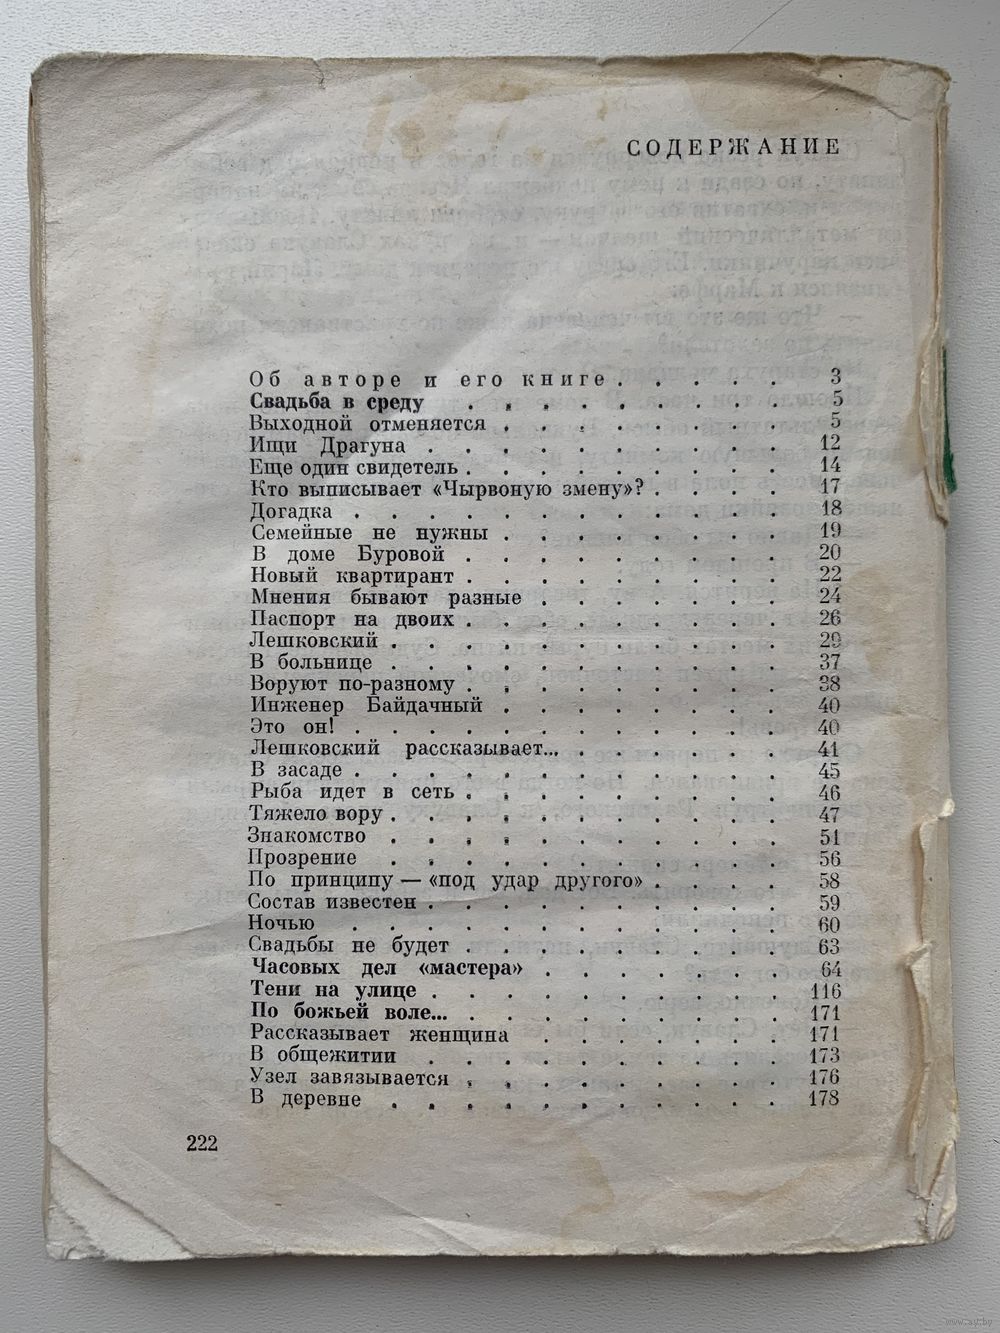 СОДЕРЖАНИЕ
Об авторе и его книге . . . . . 3
Свадьба в среду . . . . . . . . . 5
Выходной отменяется . . . . . . . . 5
Ищи Драгуна . . . . . . . . . . 12
Еще один свидетель . . . . . . . . . 14
Кто выписывает «Чырвоную змену»? . . . . 17
Догадка . . . . . . . . . . . . 18
Семейные не нужны . . . . . . . . 19
В доме Буровой . . . . . . . . . 20
Новый квартирант . . . . . . . . . 22
Мнения бывают разные . . . . . . . 24
Паспорт на двоих . . . . . . . . . 26
Лешковский . . . . . . . . . . . 29
В больнице . . . . . . . . . . . 37
Воруют по-разному . . . . . . . . . 38
Инженер Байдачный . . . . . . . . 40
Это он! . . . . . . . . . . . . 40
Лешковский рассказывает... . . . . . . 41
В засаде . . . . . . . . . . . . 45
Рыба идет в сеть . . . . . . . . . 46
Тяжело вору . . . . . . . . . . . 47
Знакомство . . . . . . . . . . . 51
Прозрение . . . . . . . . . . . 56
По принципу — «под удар другого» . . . . 58
Состав известен . . . . . . . . . . 59
Ночью . . . . . . . . . . . . 60
Свадьбы не будет . . . . . . . . . 63
Часовых дел «мастера» . . . . . . . 64
Тени на улице . . . . . . . . . . 116
По божьей воле... . . . . . . . . . 171
Рассказывает женщина . . . . . . . 171
В общежитии . . . . . . . . . . 173
Узел завязывается . . . . . . . . . 176
В деревне . . . . . . . . . . . 178
222
www.ay.by